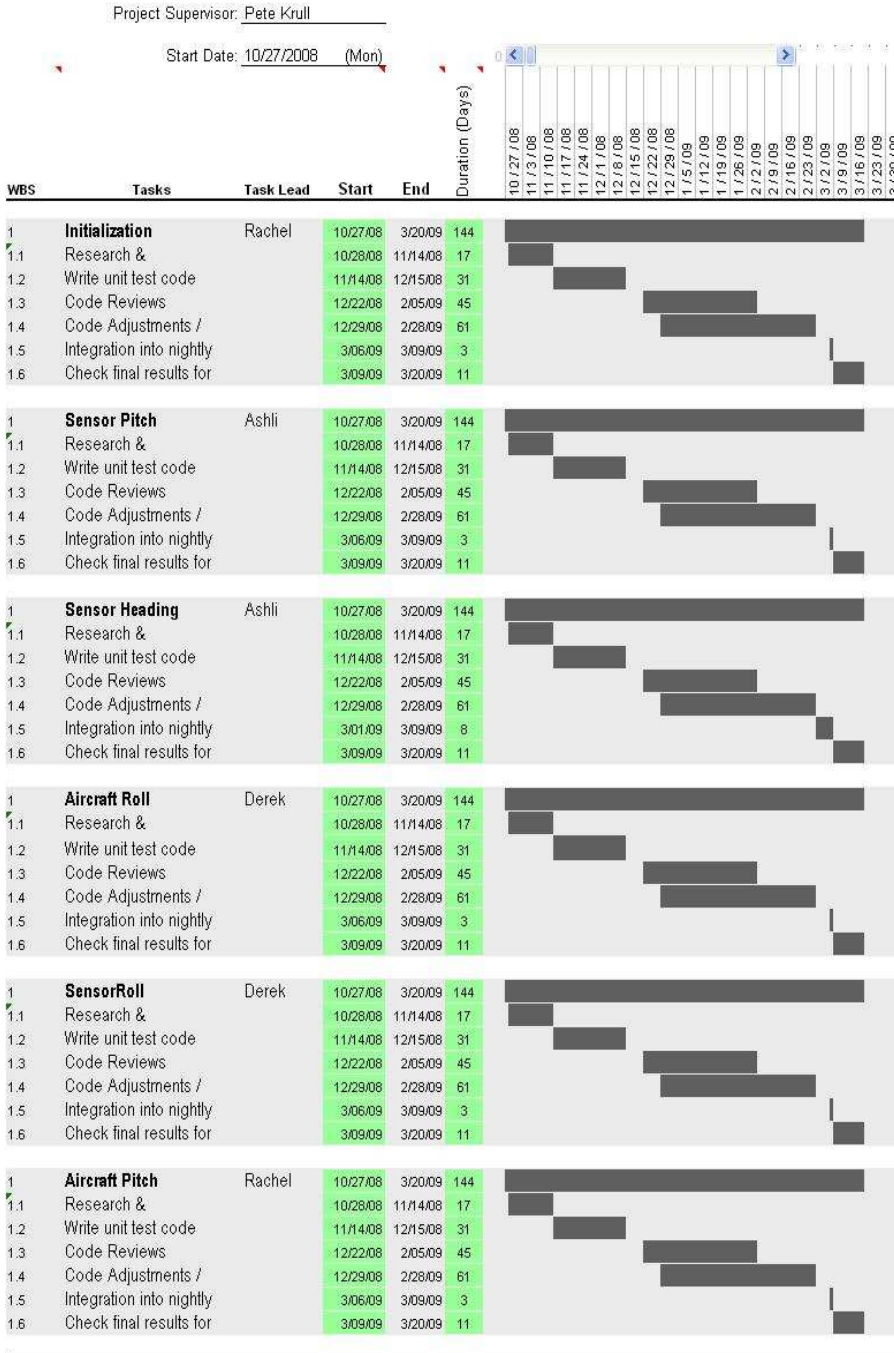 Project Supervisor: Pete Krull
Start Date: 10/27/2008 (Mon)
0
WBS Tasks Task Lead Start End Duration (Days) 10/27/08 11/3/08 11/10/08 11/17/08 11/24/08 12/1/08 12/8/08 12/15/08 12/22/08 12/29/08 1/5/09 1/12/09 1/19/09 1/26/09 2/2/09 2/9/09 2/16/09 2/23/09 3/2/09 3/9/09 3/16/09 3/23/09
1 Initialization Rachel 10/27/08 3/20/09 144
1.1 Research & 10/28/08 11/14/08 17
1.2 Write unit test code 11/14/08 12/15/08 31
1.3 Code Reviews 12/22/08 2/05/09 45
1.4 Code Adjustments / 12/29/08 2/28/09 61
1.5 Integration into nightly 3/06/09 3/09/09 3
1.6 Check final results for 3/09/09 3/20/09 11
1 Sensor Pitch Ashli 10/27/08 3/20/09 144
1.1 Research & 10/28/08 11/14/08 17
1.2 Write unit test code 11/14/08 12/15/08 31
1.3 Code Reviews 12/22/08 2/05/09 45
1.4 Code Adjustments / 12/29/08 2/28/09 61
1.5 Integration into nightly 3/06/09 3/09/09 3
1.6 Check final results for 3/09/09 3/20/09 11
1 Sensor Heading Ashli 10/27/08 3/20/09 144
1.1 Research & 10/28/08 11/14/08 17
1.2 Write unit test code 11/14/08 12/15/08 31
1.3 Code Reviews 12/22/08 2/05/09 45
1.4 Code Adjustments / 12/29/08 2/28/09 61
1.5 Integration into nightly 3/01/09 3/09/09 8
1.6 Check final results for 3/09/09 3/20/09 11
1 Aircraft Roll Derek 10/27/08 3/20/09 144
1.1 Research & 10/28/08 11/14/08 17
1.2 Write unit test code 11/14/08 12/15/08 31
1.3 Code Reviews 12/22/08 2/05/09 45
1.4 Code Adjustments / 12/29/08 2/28/09 61
1.5 Integration into nightly 3/06/09 3/09/09 3
1.6 Check final results for 3/09/09 3/20/09 11
1 SensorRoll Derek 10/27/08 3/20/09 144
1.1 Research & 10/28/08 11/14/08 17
1.2 Write unit test code 11/14/08 12/15/08 31
1.3 Code Reviews 12/22/08 2/05/09 45
1.4 Code Adjustments / 12/29/08 2/28/09 61
1.5 Integration into nightly 3/06/09 3/09/09 3
1.6 Check final results for 3/09/09 3/20/09 11
1 Aircraft Pitch Rachel 10/27/08 3/20/09 144
1.1 Research & 10/28/08 11/14/08 17
1.2 Write unit test code 11/14/08 12/15/08 31
1.3 Code Reviews 12/22/08 2/05/09 45
1.4 Code Adjustments / 12/29/08 2/28/09 61
1.5 Integration into nightly 3/06/09 3/09/09 3
1.6 Check final results for 3/09/09 3/20/09 11